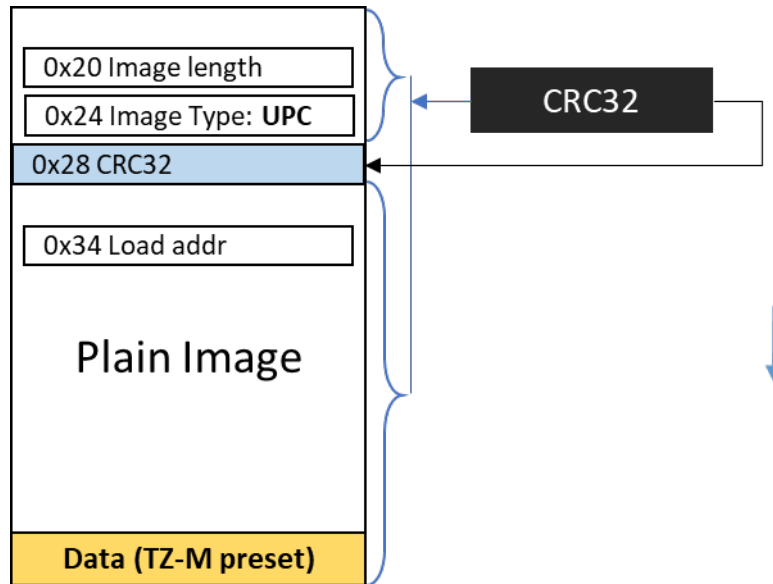 0x20 Image length
0x24 Image Type: UPC
CRC32
0x28 CRC32
0x34 Load addr
Plain Image
Data (TZ-M preset)